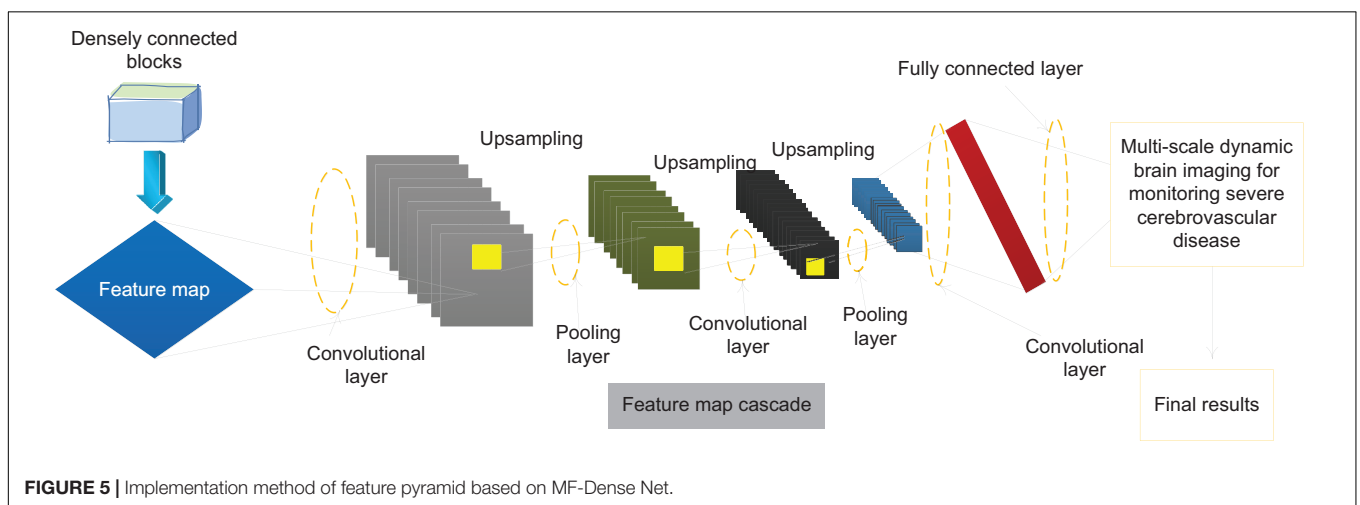 Densely connected
blocks
Feature map
Convolutional
layer
Upsampling
Pooling
layer
Upsampling
Convolutional
layer
Upsampling
Pooling
layer
Feature map cascade
Fully connected layer
Convolutional
layer
Multi-scale dynamic
brain imaging for
monitoring severe
cerebrovascular
disease
Final results
FIGURE 5 | Implementation method of feature pyramid based on MF-Dense Net.